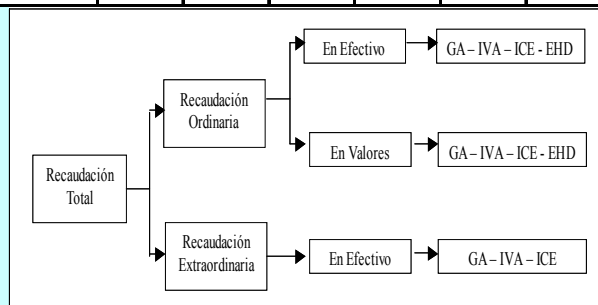 En Efectivo
GA – IVA – ICE - EHD
Recaudación
Ordinaria
En Valores
GA – IVA – ICE - EHD
Recaudación
Total
Recaudación
Extraordinaria
En Efectivo
GA – IVA – ICE